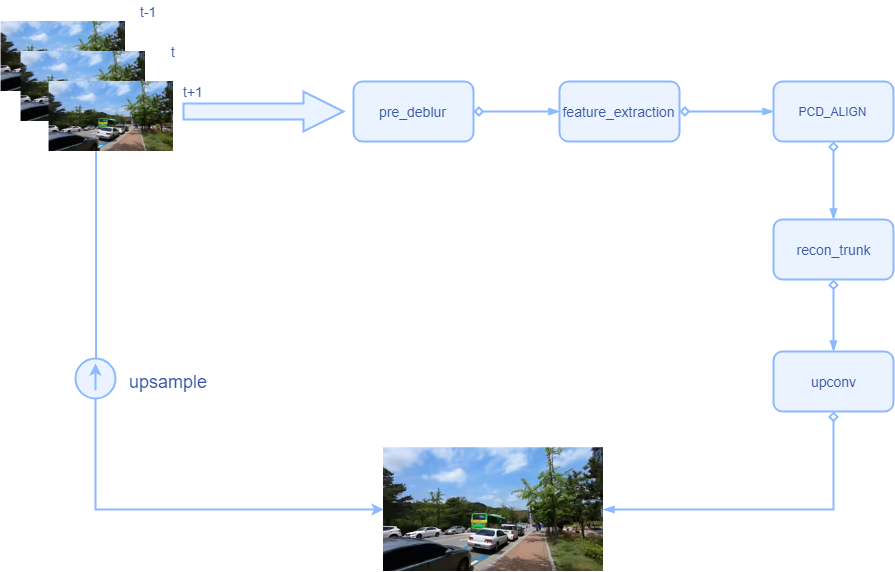 t-1
t
t+1
pre_deblur
feature_extraction
PCD_ALIGN
recon_trunk
upsample
upconv